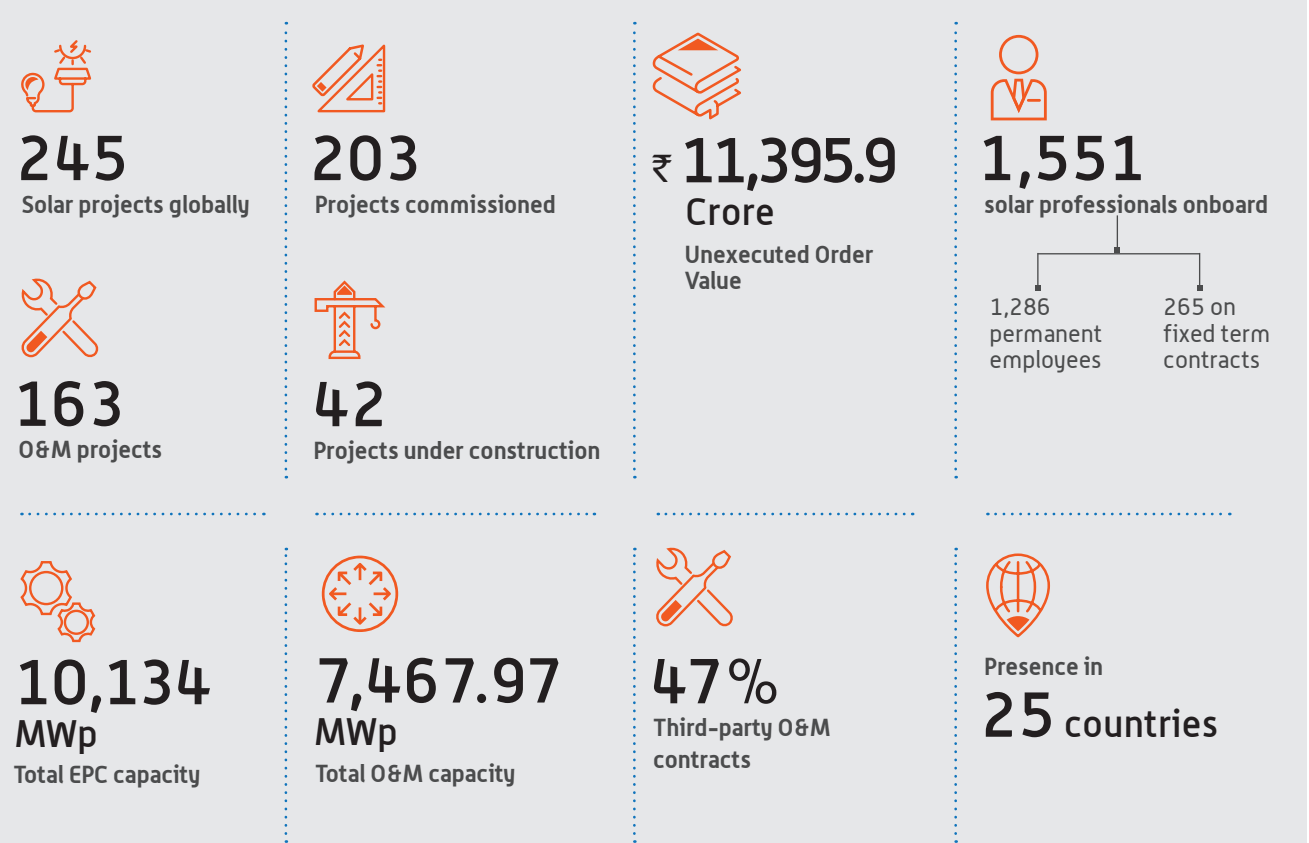 245
Solar projects globally
203
Projects commissioned
₹ 11,395.9
Crore
Unexecuted Order
Value
1,551
solar professionals onboard
1,286
permanent
employees
265 on
fixed term
contracts
163
O&M projects
42
Projects under construction
10,134
MWp
Total EPC capacity
7,467.97
MWp
Total O&M capacity
47%
Third-party O&M
contracts
Presence in
25 countries